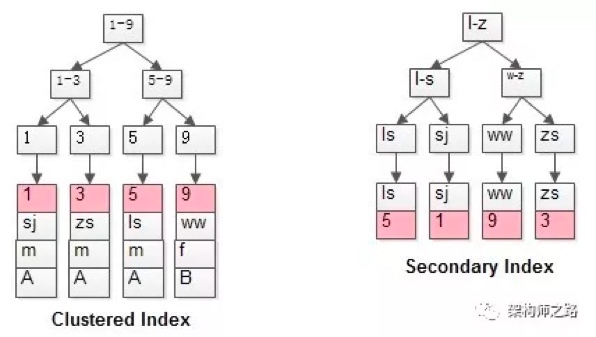 1-9
1-3
5-9
1
3
5
9
1
3
5
9
sj
zs
ls
ww
m
m
m
f
A
A
A
B
Clustered Index
l-z
l-s
w-z
ls
sj
ww
zs
ls
sj
ww
zs
5
1
9
3
Secondary Index
架构师之路